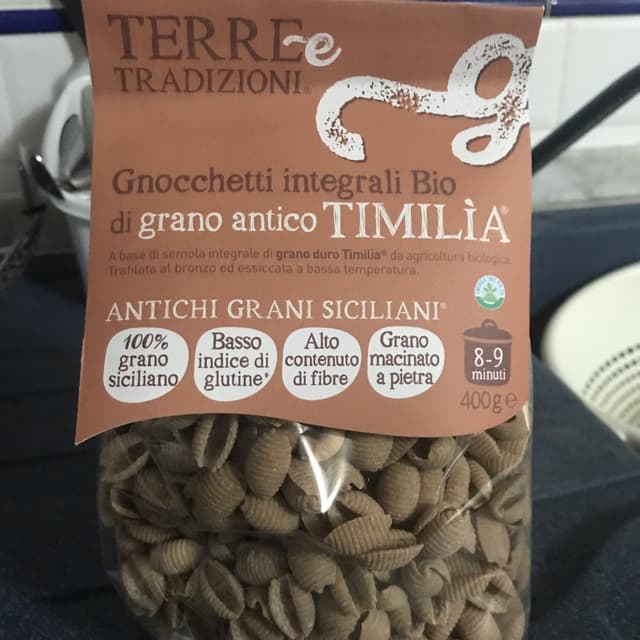 TERRE e
TRADIZIONI®
Gnocchetti integrali Bio
di grano antico TIMILÌA®
A base di semola integrale di grano duro Timilia® da agricoltura biologica.
Trafilata al bronzo ed essiccata a bassa temperatura.
ANTICHI GRANI SICILIANI®
100%
grano
siciliano
Basso
indice di
glutine*
Alto
contenuto
di fibre
Grano
macinato
a pietra
8-9
minuti
400g e